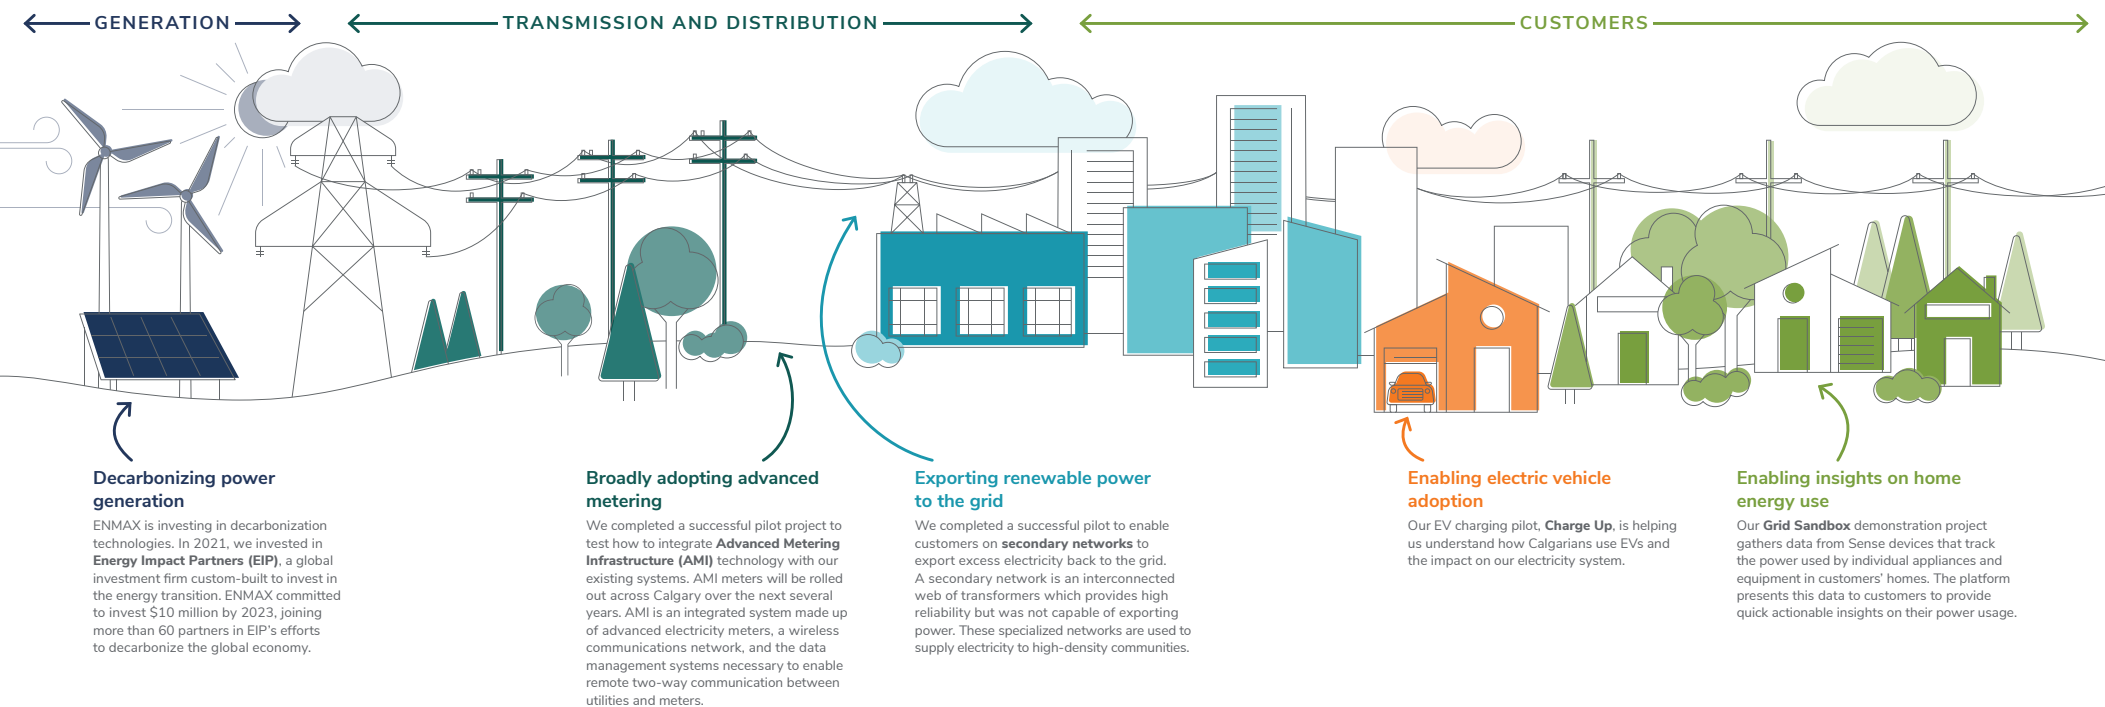 GENERATION
TRANSMISSION AND DISTRIBUTION
CUSTOMERS
Decarbonizing power
generation
ENMAX is investing in decarbonization
technologies. In 2021, we invested in
Energy Impact Partners (EIP), a global
investment firm custom-built to invest in
the energy transition. ENMAX committed
to invest $10 million by 2023, joining
more than 60 partners in EIP's efforts
to decarbonize the global economy.
Broadly adopting advanced
metering
We completed a successful pilot project to
test how to integrate Advanced Metering
Infrastructure (AMI) technology with our
existing systems. AMI meters will be rolled
out across Calgary over the next several
years. AMI is an integrated system made up
of advanced electricity meters, a wireless
communications network, and the data
management systems necessary to enable
remote two-way communication between
utilities and meters.
Exporting renewable power
to the grid
We completed a successful pilot to enable
customers on secondary networks to
export excess electricity back to the grid.
A secondary network is an interconnected
web of transformers which provides high
reliability but was not capable of exporting
power. These specialized networks are used to
supply electricity to high-density communities.
Enabling electric vehicle
adoption
Our EV charging pilot, Charge Up, is helping
us understand how Calgarians use EVs and
the impact on our electricity system.
Enabling insights on home
energy use
Our Grid Sandbox demonstration project
gathers data from Sense devices that track
the power used by individual appliances and
equipment in customers' homes. The platform
presents this data to customers to provide
quick actionable insights on their power usage.